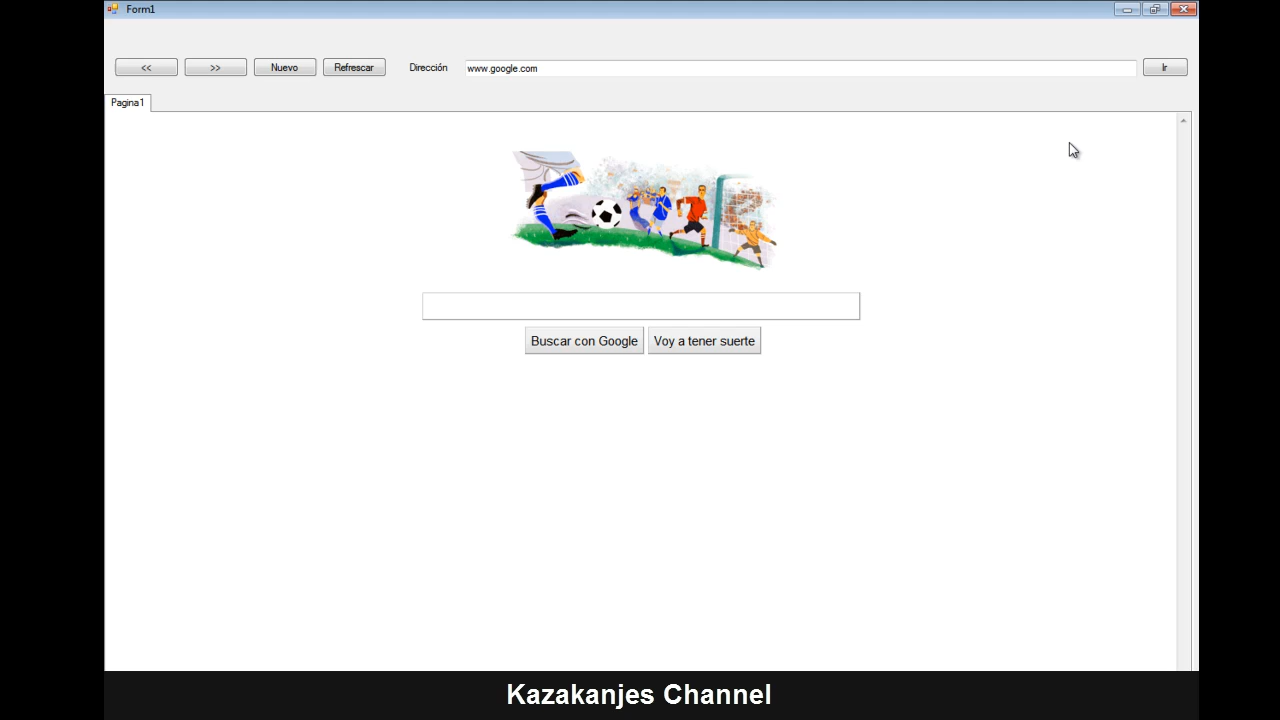 Form1
<< >> Nuevo Refrescar Dirección www.google.com Ir
Pagina1
Buscar con Google Voy a tener suerte
Kazakanjes Channel